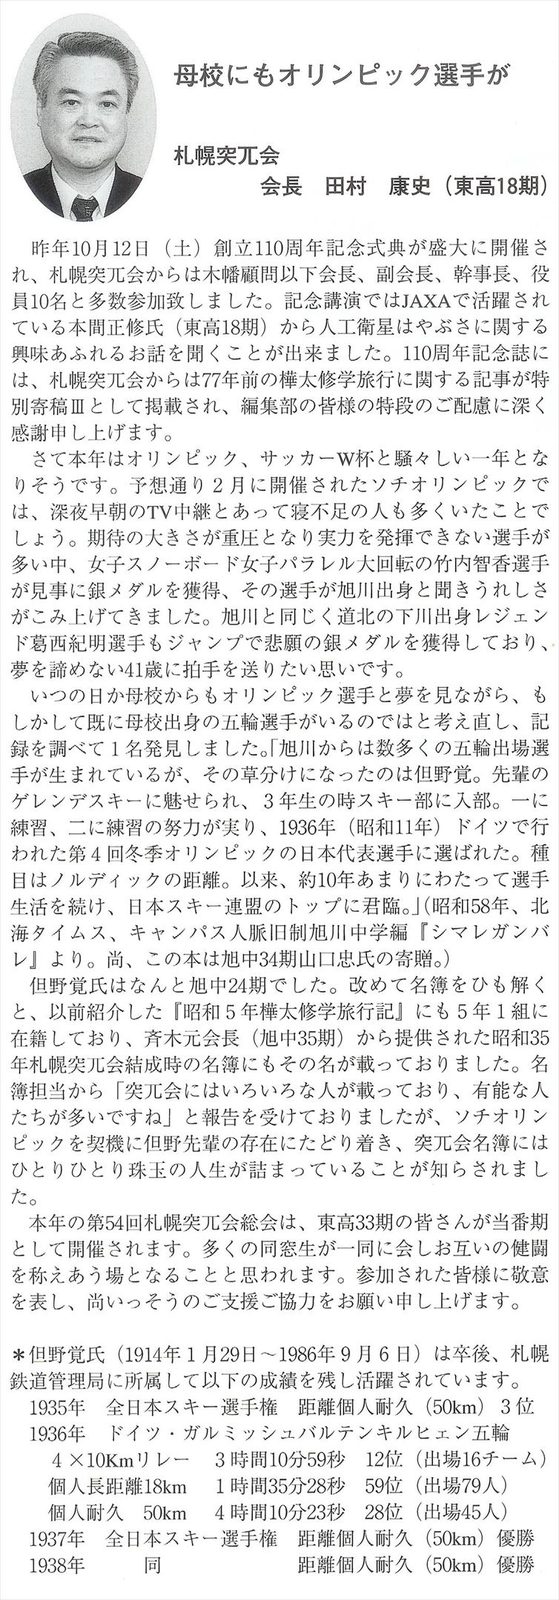 母校にもオリンピック選手が
札幌突兀会
会長　田村　康史（東高18期）
昨年10月12日（土）創立110周年記念式典が盛大に開催さ
れ、札幌突兀会からは木幡顧問以下会長、副会長、幹事長、役
員10名と多数参加致しました。記念講演ではJAXAで活躍され
ている本間正修氏（東高18期）から人工衛星はやぶさに関する
興味あふれるお話を聞くことが出来ました。110周年記念誌に
は、札幌突兀会からは77年前の樺太修学旅行に関する記事が特
別寄稿Ⅲとして掲載され、編集部の皆様の特段のご配慮に深く
感謝申し上げます。
さて本年はオリンピック、サッカーW杯と騒々しい一年とな
りそうです。予想通り２月に開催されたソチオリンピックで
は、深夜早朝のTV中継とあって寝不足の人も多くいたことで
しょう。期待の大きさが重圧となり実力を発揮できない選手が
多い中、女子スノーボード女子パラレル大回転の竹内智香選手
が見事に銀メダルを獲得、その選手が旭川出身と聞きうれしさ
がこみ上げてきました。旭川と同じく道北の下川出身レジェン
ド葛西紀明選手もジャンプで悲願の銀メダルを獲得しており、
夢を諦めない41歳に拍手を送りたい思いです。
いつの日か母校からもオリンピック選手と夢を見ながら、も
しかして既に母校出身の五輪選手がいるのではと考え直し、記
録を調べて１名発見しました。「旭川からは数多くの五輪出場選
手が生まれているが、その草分けになったのは但野覚。先輩の
ゲレンデスキーに魅せられ、３年生の時スキー部に入部。一に
練習、二に練習の努力が実り、1936年（昭和11年）ドイツで行
われた第４回冬季オリンピックの日本代表選手に選ばれた。種
目はノルディックの距離。以来、約10年あまりにわたって選手
生活を続け、日本スキー連盟のトップに君臨。」（昭和58年、北
海タイムス、キャンパス人脈旧制旭川中学編『シマレガンバ
レ』より。尚、この本は旭中34期山口忠氏の寄贈。）
但野覚氏はなんと旭中24期でした。改めて名簿をひも解く
と、以前紹介した『昭和５年樺太修学旅行記』にも５年１組に
在籍しており、斉木元会長（旭中35期）から提供された昭和35
年札幌突兀会結成時の名簿にもその名が載っておりました。名
簿担当から「突兀会にはいろいろな人が載っており、有能な人
たちが多いですね」と報告を受けておりましたが、ソチオリン
ピックを契機に但野先輩の存在にたどり着き、突兀会名簿には
ひとりひとり珠玉の人生が詰まっていることが知らされまし
た。
本年の第54回札幌突兀会総会は、東高33期の皆さんが当番期
として開催されます。多くの同窓生が一同に会しお互いの健闘
を称えあう場となることと思われます。参加された皆様に敬意
を表し、尚いっそうのご支援ご協力をお願い申し上げます。
＊但野覚氏（1914年１月29日～1986年９月６日）は卒後、札幌
鉄道管理局に所属して以下の成績を残し活躍されています。
1935年　全日本スキー選手権　距離個人耐久（50km）３位
1936年　ドイツ・ガルミッシュバルテンキルヒェン五輪
４×10Kmリレー　３時間10分59秒　12位（出場16チーム）
個人長距離18km　１時間35分28秒　59位（出場79人）
個人耐久　50km　４時間10分23秒　28位（出場45人）
1937年　全日本スキー選手権　距離個人耐久（50km）優勝
1938年　　同　　　　　　　　距離個人耐久（50km）優勝